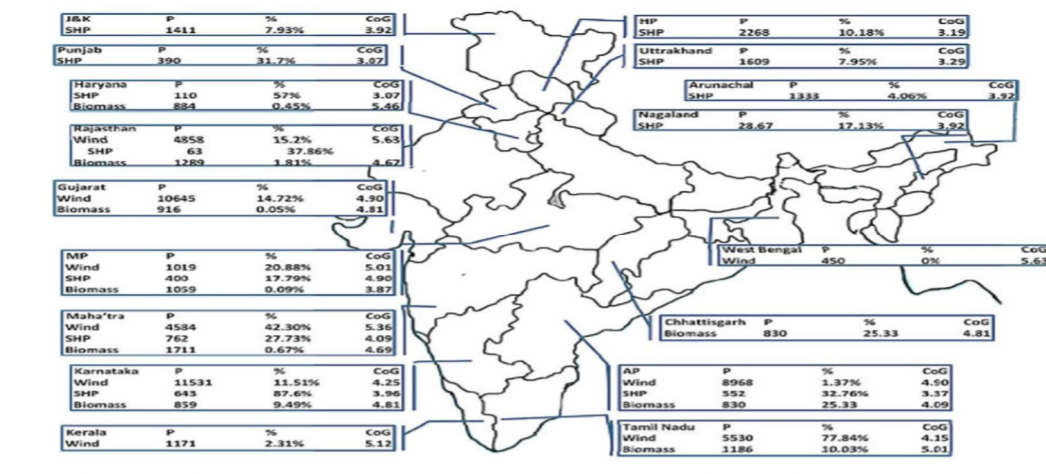 J&K P % CoG
SHP 1411 7.93% 3.92
Punjab P % CoG
SHP 390 31.7% 3.07
Haryana P % CoG
SHP 110 57% 3.07
Biomass 884 0.45% 5.46
Rajasthan P % CoG
Wind 4858 15.2% 5.63
SHP 63 37.86%
Biomass 1289 1.81% 4.67
Gujarat P % CoG
Wind 10645 14.72% 4.90
Biomass 916 0.05% 4.81
MP P % CoG
Wind 1019 20.88% 5.01
SHP 400 17.79% 4.90
Biomass 1059 0.09% 3.87
Maha'tra P % CoG
Wind 4584 42.30% 5.36
SHP 762 27.73% 4.09
Biomass 1711 0.67% 4.69
Karnataka P % CoG
Wind 11531 11.51% 4.25
SHP 643 87.6% 3.96
Biomass 859 9.49% 4.81
Kerala P % CoG
Wind 1171 2.31% 5.12
HP P % CoG
SHP 2268 10.18% 3.19
Uttrakhand P % CoG
SHP 1609 7.95% 3.29
Arunachal P % CoG
SHP 1333 4.06% 3.92
Nagaland P % CoG
SHP 28.67 17.13% 3.92
West Bengal P % CoG
Wind 450 0% 5.63
Chhattisgarh P % CoG
Biomass 830 25.33 4.81
AP P % CoG
Wind 8968 1.37% 4.90
SHP 552 32.76% 3.37
Biomass 830 25.33 4.09
Tamil Nadu P % CoG
Wind 5530 77.84% 4.15
Biomass 1186 10.03% 5.01